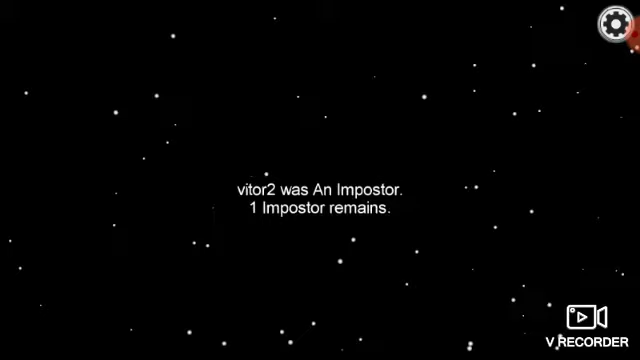 vitor2 was An Impostor.
1 Impostor remains.
V RECORDER